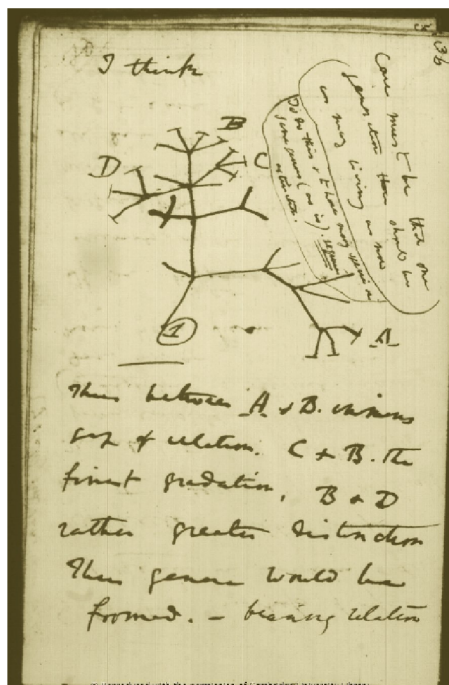 36
I think
Case must be that one
generation then should be
as many living as now
To do this & to have many species in
same genus (as is). requires
extinction.
B
D
C
1
A
Thus between A & B. immens
gap of relation. C & B. the
finest gradation, B & D
rather greater distinction
Thus genera would be
formed. — bearing relation